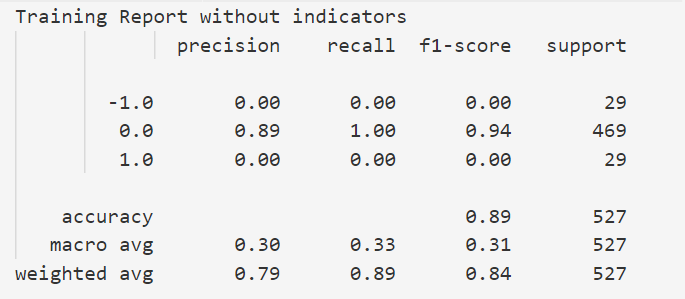 Training Report without indicators
precision recall f1-score support
-1.0 0.00 0.00 0.00 29
0.0 0.89 1.00 0.94 469
1.0 0.00 0.00 0.00 29
accuracy 0.89 527
macro avg 0.30 0.33 0.31 527
weighted avg 0.79 0.89 0.84 527